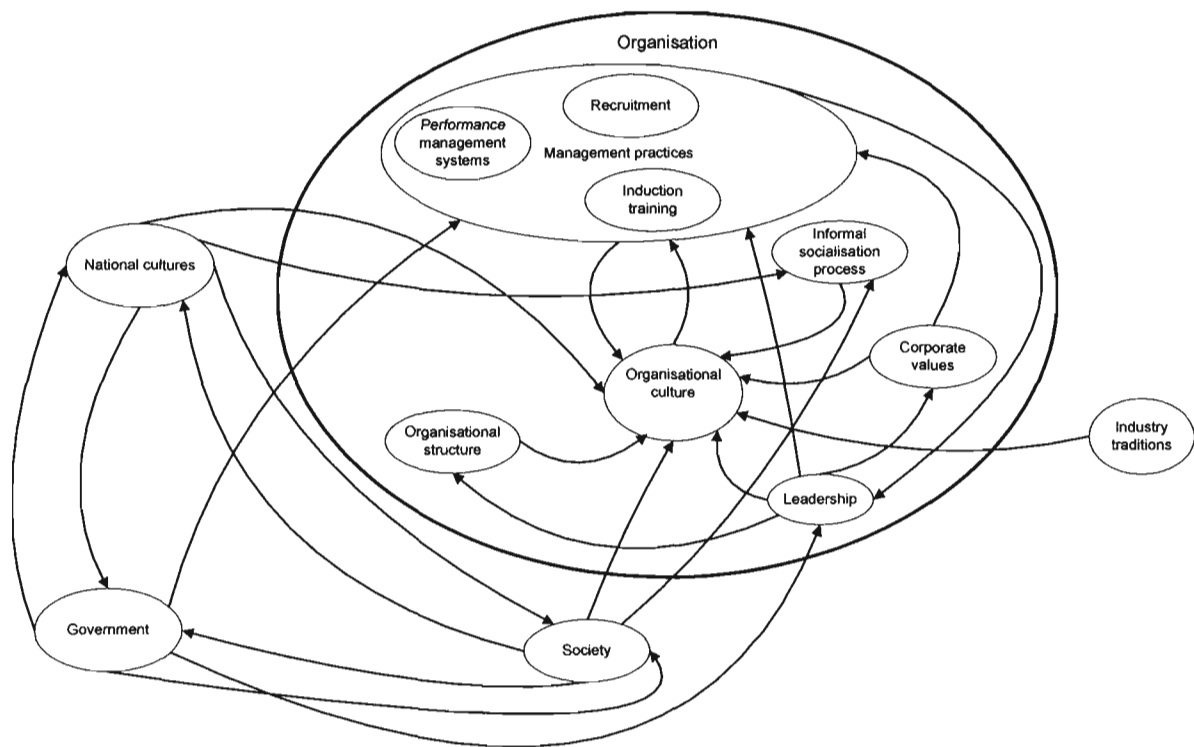 Organisation
Recruitment
Performance
management
systems
Management practices
Induction
training
Informal
socialisation
process
National cultures
Corporate
values
Organisational
culture
Organisational
structure
Industry
traditions
Leadership
Government
Society